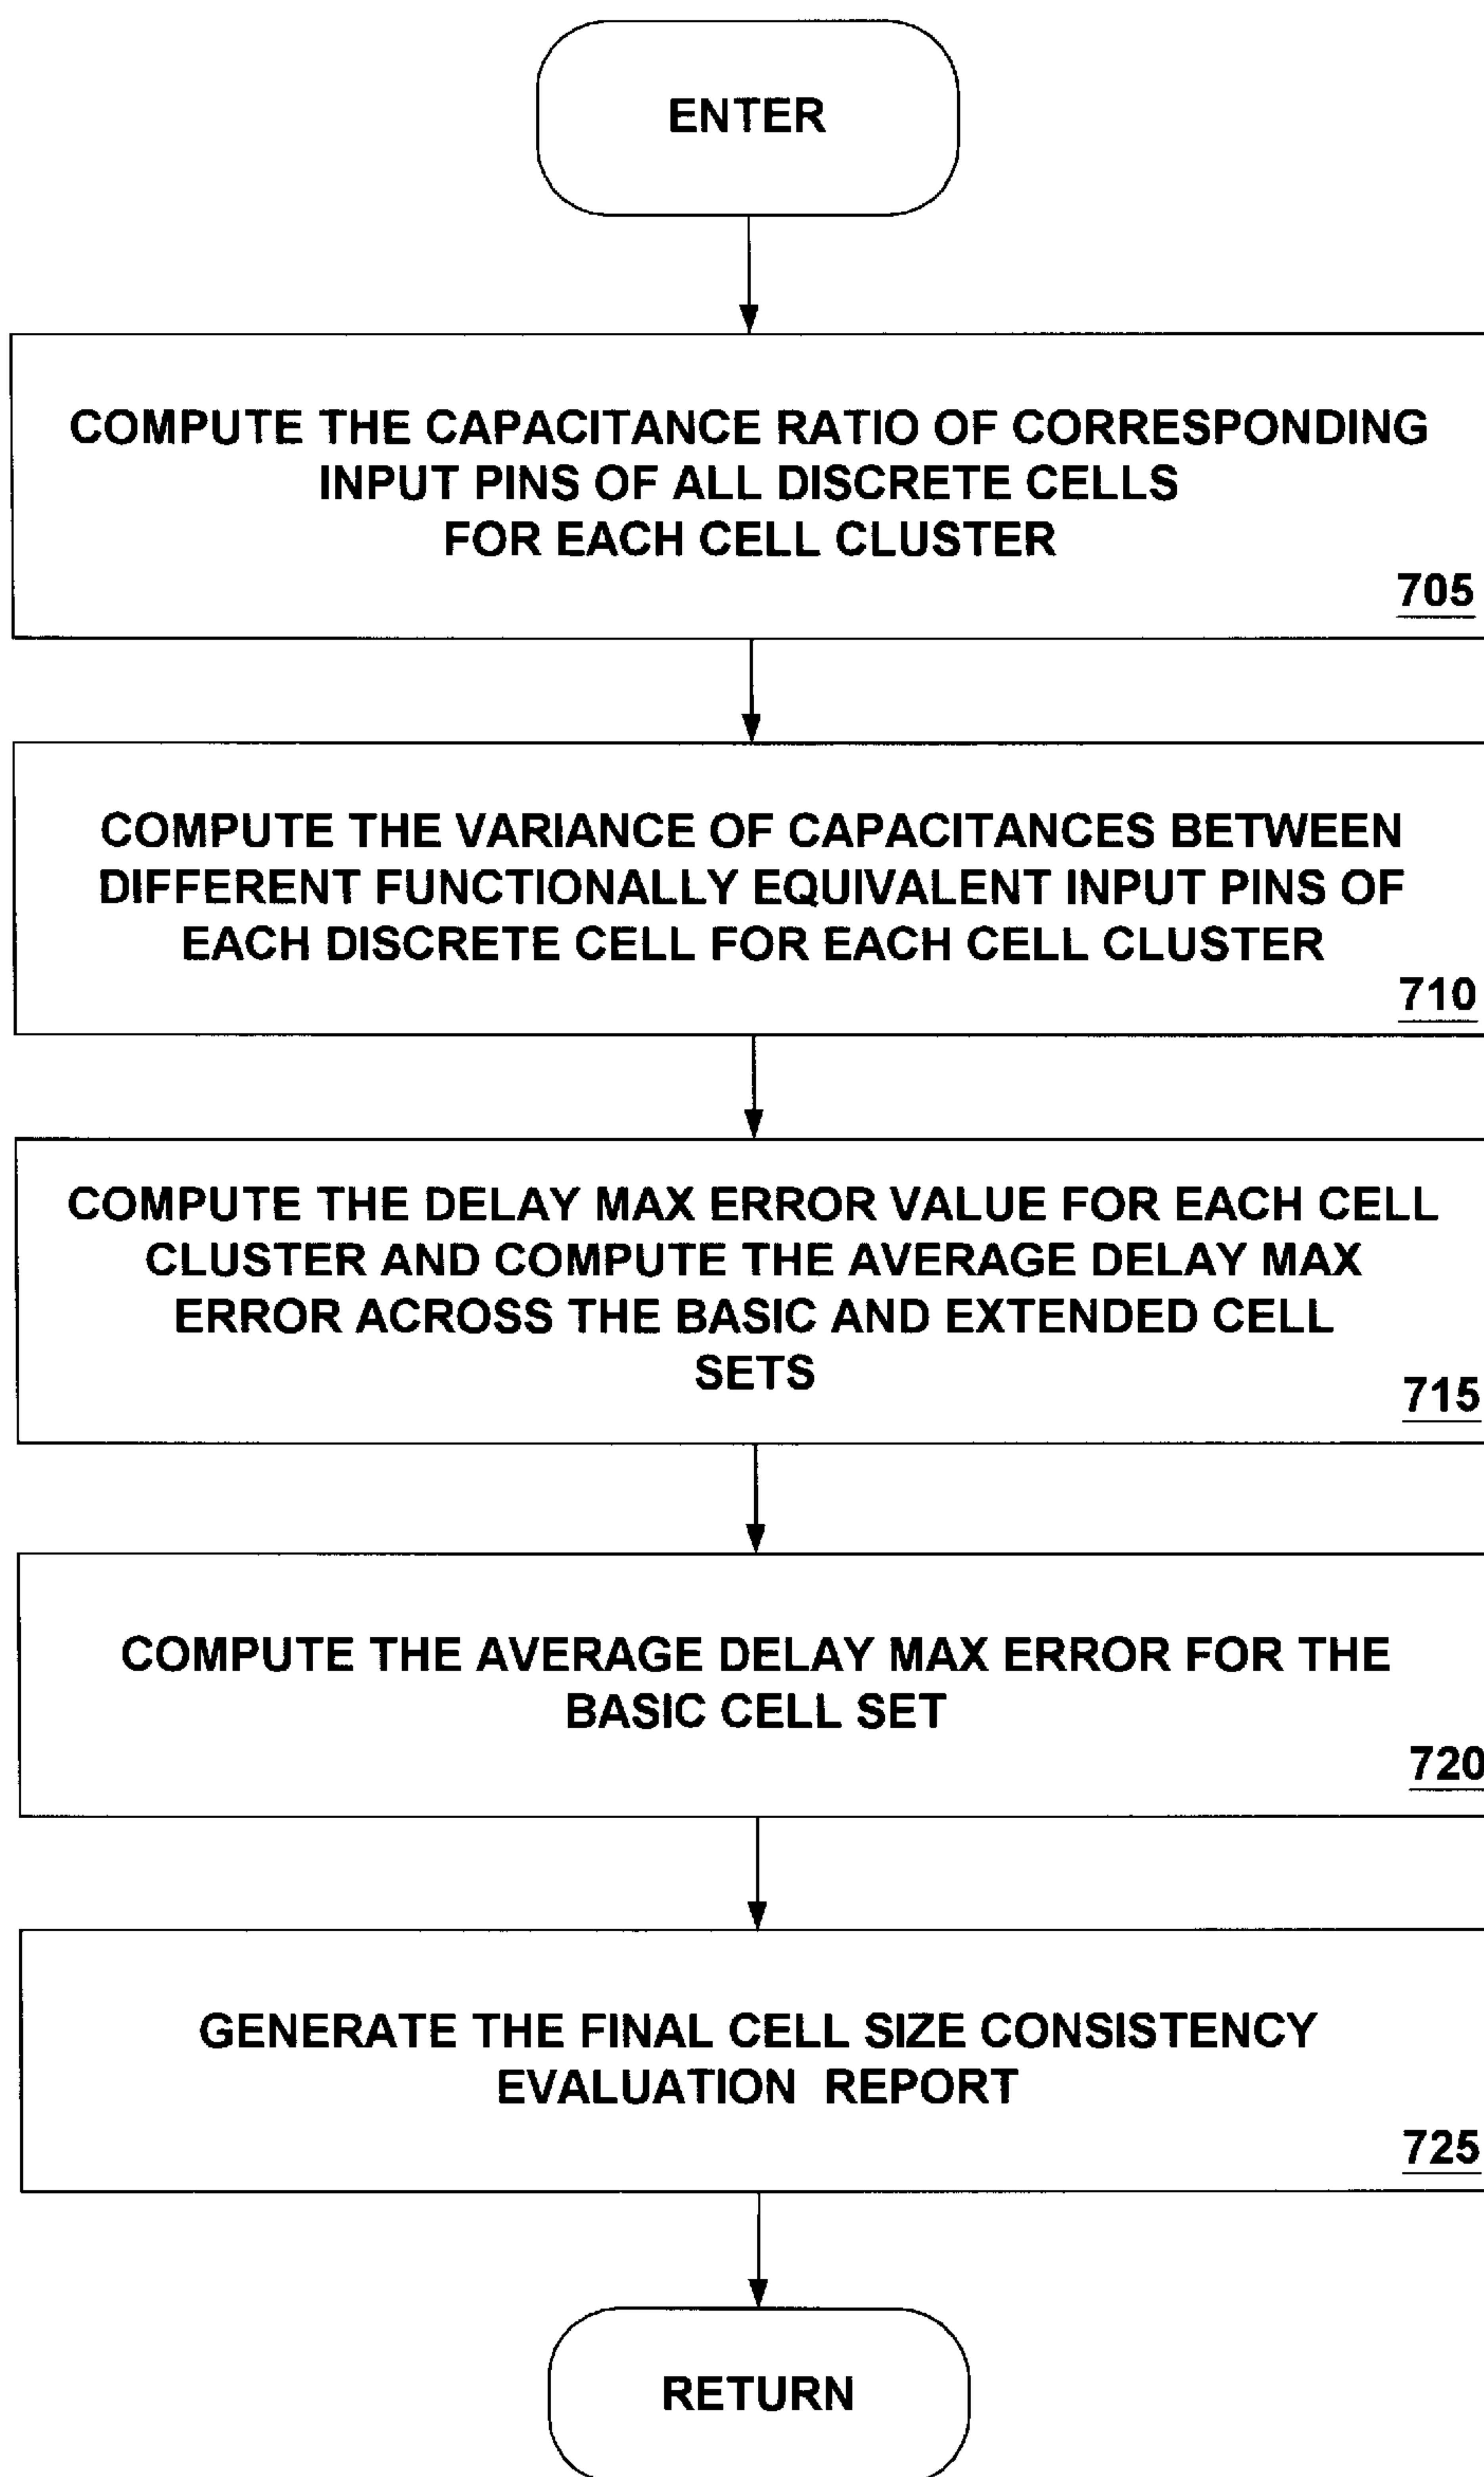 ENTER
COMPUTE THE CAPACITANCE RATIO OF CORRESPONDING
INPUT PINS OF ALL DISCRETE CELLS
FOR EACH CELL CLUSTER
705
COMPUTE THE VARIANCE OF CAPACITANCES BETWEEN
DIFFERENT FUNCTIONALLY EQUIVALENT INPUT PINS OF
EACH DISCRETE CELL FOR EACH CELL CLUSTER
710
COMPUTE THE DELAY MAX ERROR VALUE FOR EACH CELL
CLUSTER AND COMPUTE THE AVERAGE DELAY MAX
ERROR ACROSS THE BASIC AND EXTENDED CELL
SETS
715
COMPUTE THE AVERAGE DELAY MAX ERROR FOR THE
BASIC CELL SET
720
GENERATE THE FINAL CELL SIZE CONSISTENCY
EVALUATION REPORT
725
RETURN